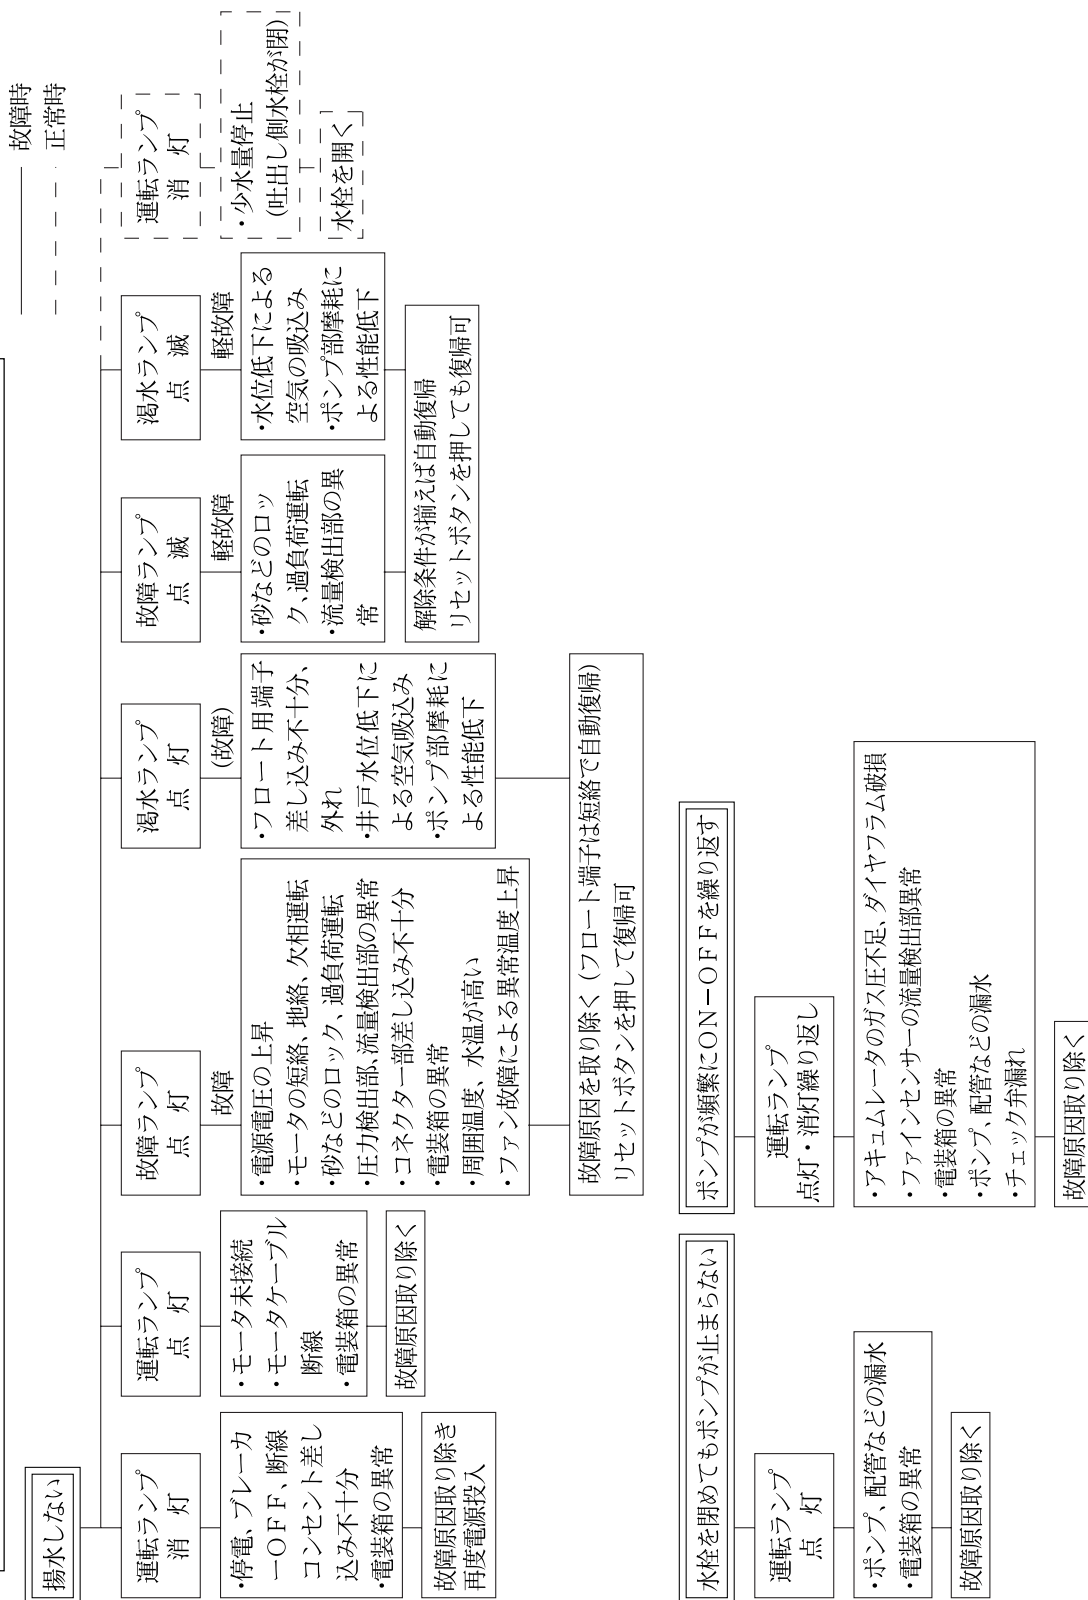 故障時
正常時
揚水しない
運転ランプ
消 灯
・停電、ブレーカ
ーOFF、断線
コンセント差し
込み不十分
・電装箱の異常
故障原因取り除き
再度電源投入
運転ランプ
点 灯
・モータ未接続
・モータケーブル
断線
・電装箱の異常
故障原因取り除く
故障ランプ
点 灯
故障
・電源電圧の上昇
・モータの短絡、地絡、欠相運転
・砂などのロック、過負荷運転
・圧力検出部、流量検出部の異常
・コネクター部差し込み不十分
・電装箱の異常
・周囲温度、水温が高い
・ファン故障による異常温度上昇
渇水ランプ
点 灯
(故障)
・フロート用端子
差し込み不十分、
外れ
・井戸水位低下に
よる空気吸込み
・ポンプ部摩耗に
よる性能低下
故障原因を取り除く(フロート端子は短絡で自動復帰)
リセットボタンを押して復帰可
故障ランプ
点 滅
軽故障
・砂などのロッ
ク、過負荷運転
・流量検出部の異
常
渇水ランプ
点 滅
軽故障
・水位低下による
空気の吸込み
・ポンプ部摩耗に
よる性能低下
解除条件が揃えば自動復帰
リセットボタンを押しても復帰可
運転ランプ
消 灯
・少水量停止
(吐出し側水栓が閉)
水栓を開く
水栓を閉めてもポンプが止まらない
運転ランプ
点 灯
・ポンプ、配管などの漏水
・電装箱の異常
故障原因取り除く
ポンプが頻繁にON−OFFを繰り返す
運転ランプ
点灯・消灯繰り返し
・アキュムレータのガス圧不足、ダイヤフラム破損
・ファインセンサーの流量検出部異常
・電装箱の異常
・ポンプ、配管などの漏水
・チェック弁漏れ
故障原因取り除く